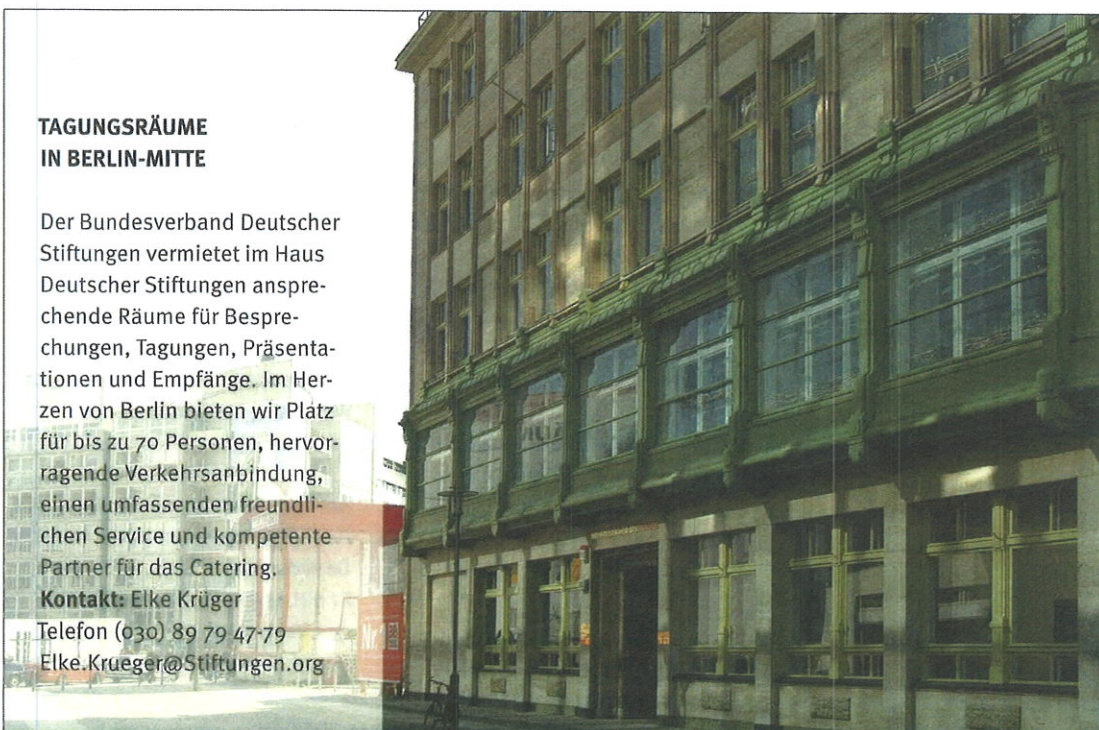 TAGUNGSRÄUME
IN BERLIN-MITTE
Der Bundesverband Deutscher
Stiftungen vermietet im Haus
Deutscher Stiftungen anspre-
chende Räume für Bespre-
chungen, Tagungen, Präsenta-
tionen und Empfänge. Im Her-
zen von Berlin bieten wir Platz
für bis zu 70 Personen, hervor-
ragende Verkehrsanbindung,
einen umfassenden freundli-
chen Service und kompetente
Partner für das Catering.
Kontakt: Elke Krüger
Telefon (030) 89 79 47-79
Elke.Krueger@Stiftungen.org